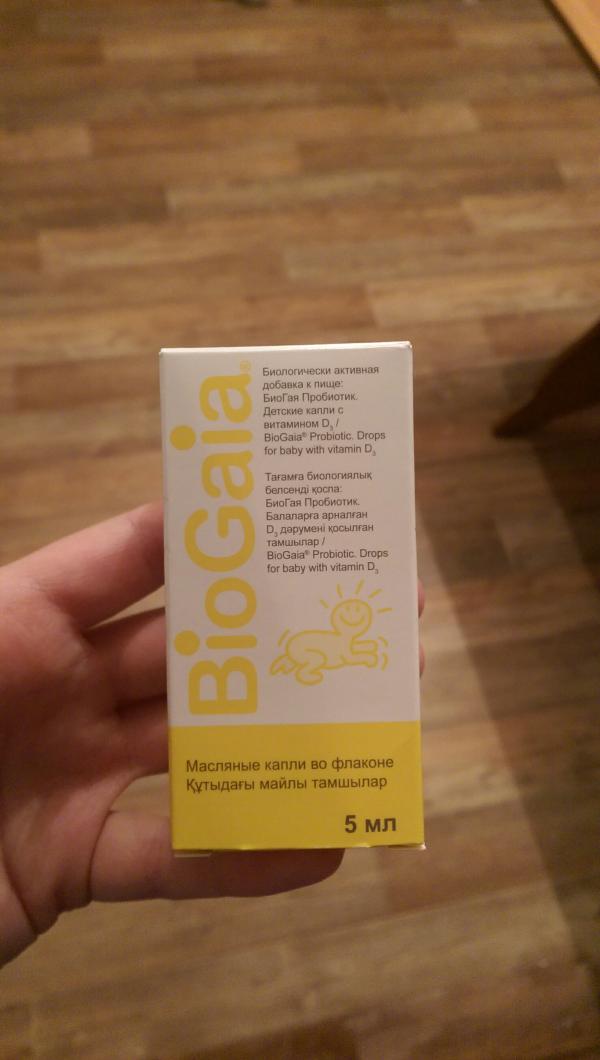 BioGaia®
Биологически активная
добавка к пище:
БиоГая Пробиотик.
Детские капли с
витамином D₃ /
BioGaia® Probiotic. Drops
for baby with vitamin D₃
Тағамға биологиялық
белсенді қоспа:
БиоГая Пробиотик.
Балаларға арналған
D₃ дәрумені қосылған
тамшылар /
BioGaia® Probiotic. Drops
for baby with vitamin D₃
Масляные капли во флаконе
Құтыдағы майлы тамшылар
5 мл